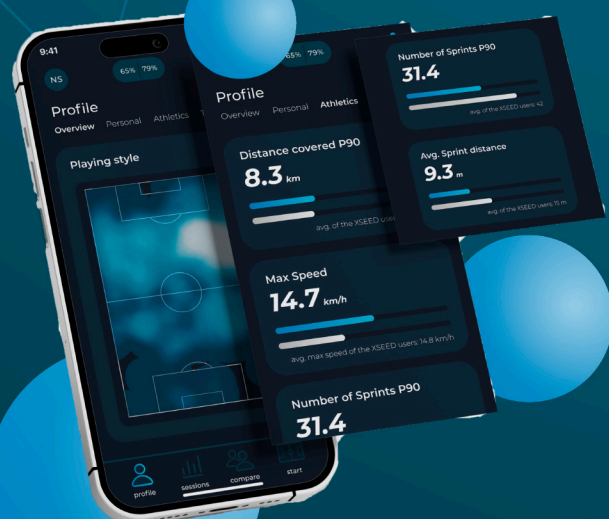 9:41
NS
65% 79%
Profile
Overview Personal Athletics
Playing style
profile
sessions
compare
start
65% 79%
Profile
Overview Personal Athletics
Distance covered P90
8.3 km
avg. of the XSEED
Max Speed
14.7 km/h
avg. max speed of the XSEED users: 14.8 km/h
Number of Sprints P90
31.4
Number of Sprints P90
31.4
avg. of the XSEED users: 42
Avg. Sprint distance
9.3 m
avg. of the XSEED users: 15 m